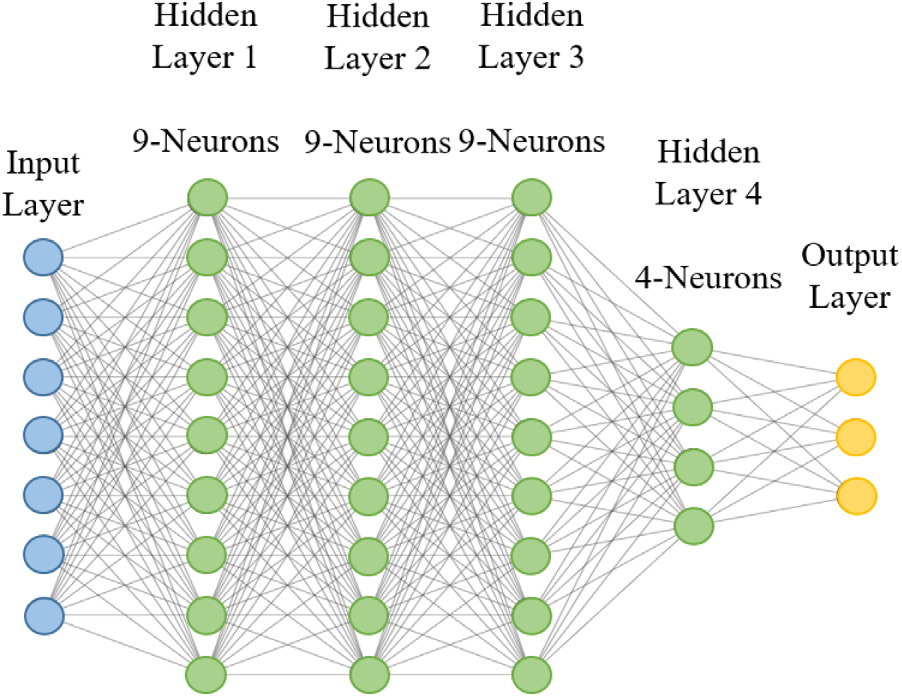 Hidden
Layer 1
9-Neurons
Hidden
Layer 2
9-Neurons
Hidden
Layer 3
9-Neurons
Input
Layer
Hidden
Layer 4
4-Neurons
Output
Layer